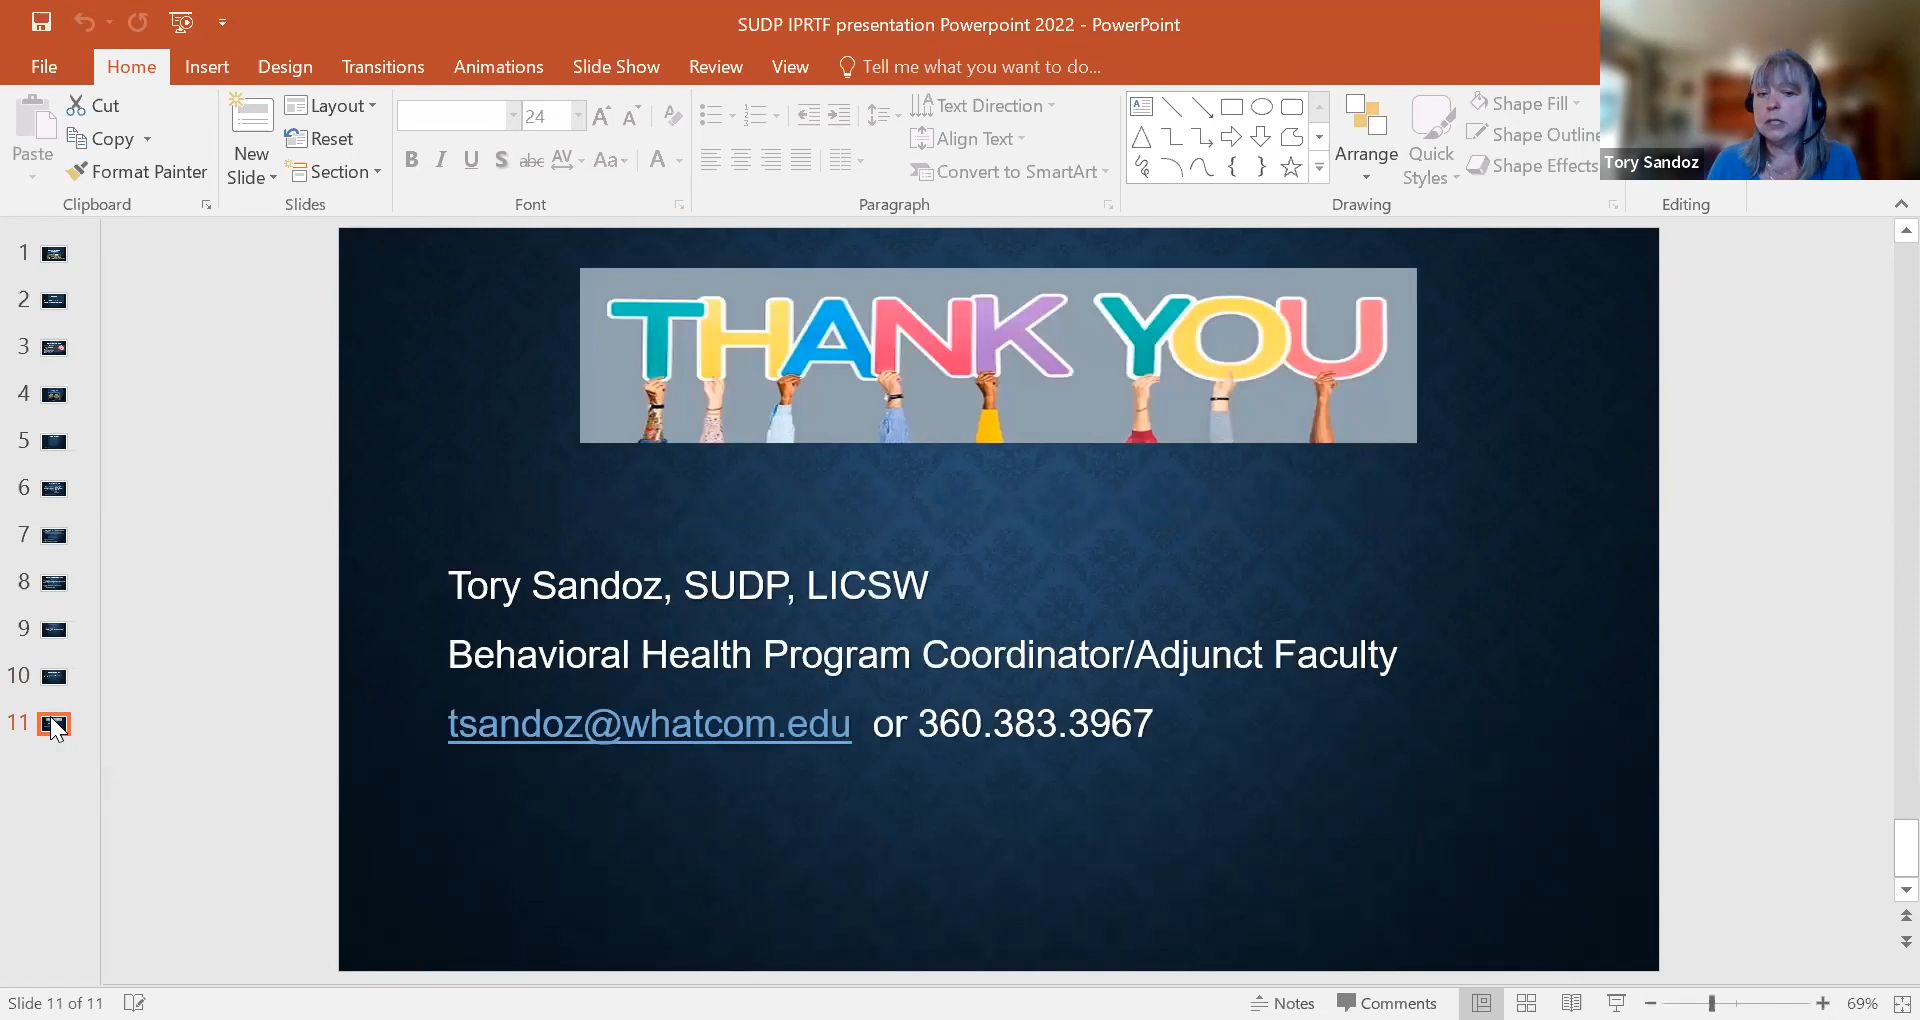 SUDP IPRTF presentation Powerpoint 2022 - PowerPoint
File Home Insert Design Transitions Animations Slide Show Review View Tell me what you want to do...
Paste
Cut
Copy
Format Painter
Clipboard
New
Slide
Layout
Reset
Section
Slides
24
B I U S abc AV Aa A
Font
Text Direction
Align Text
Convert to SmartArt
Paragraph
Arrange
Quick
Styles
Shape Fill
Shape Outline
Shape Effects
Drawing
Editing
Tory Sandoz
1
2
3
4
5
6
7
8
9
10
11
THANK YOU
Tory Sandoz, SUDP, LICSW
Behavioral Health Program Coordinator/Adjunct Faculty
tsandoz@whatcom.edu or 360.383.3967
Slide 11 of 11
Notes Comments 69%